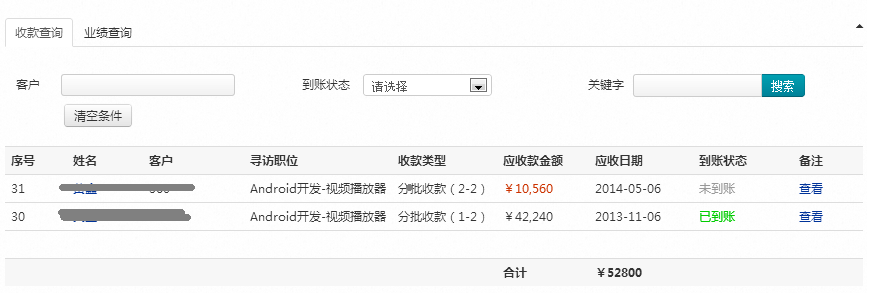 收款查询 业绩查询
客户 到账状态 请选择 关键字 搜索
清空条件
序号 姓名 客户 寻访职位 收款类型 应收款金额 应收日期 到账状态 备注
31 Android开发-视频播放器 分批收款（2-2） ￥10,560 2014-05-06 未到账 查看
30 Android开发-视频播放器 分批收款（1-2） ￥42,240 2013-11-06 已到账 查看
合计 ￥52800